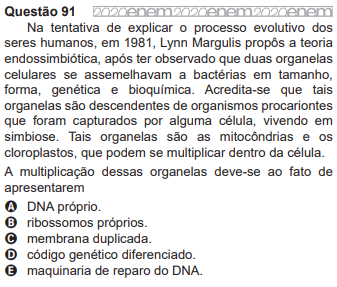 Questão 91 2020enem2020enem2020enem
Na tentativa de explicar o processo evolutivo dos
seres humanos, em 1981, Lynn Margulis propôs a teoria
endossimbiótica, após ter observado que duas organelas
celulares se assemelhavam a bactérias em tamanho,
forma, genética e bioquímica. Acredita-se que tais
organelas são descendentes de organismos procariontes
que foram capturados por alguma célula, vivendo em
simbiose. Tais organelas são as mitocôndrias e os
cloroplastos, que podem se multiplicar dentro da célula.
A multiplicação dessas organelas deve-se ao fato de
apresentarem
A DNA próprio.
B ribossomos próprios.
C membrana duplicada.
D código genético diferenciado.
E maquinaria de reparo do DNA.